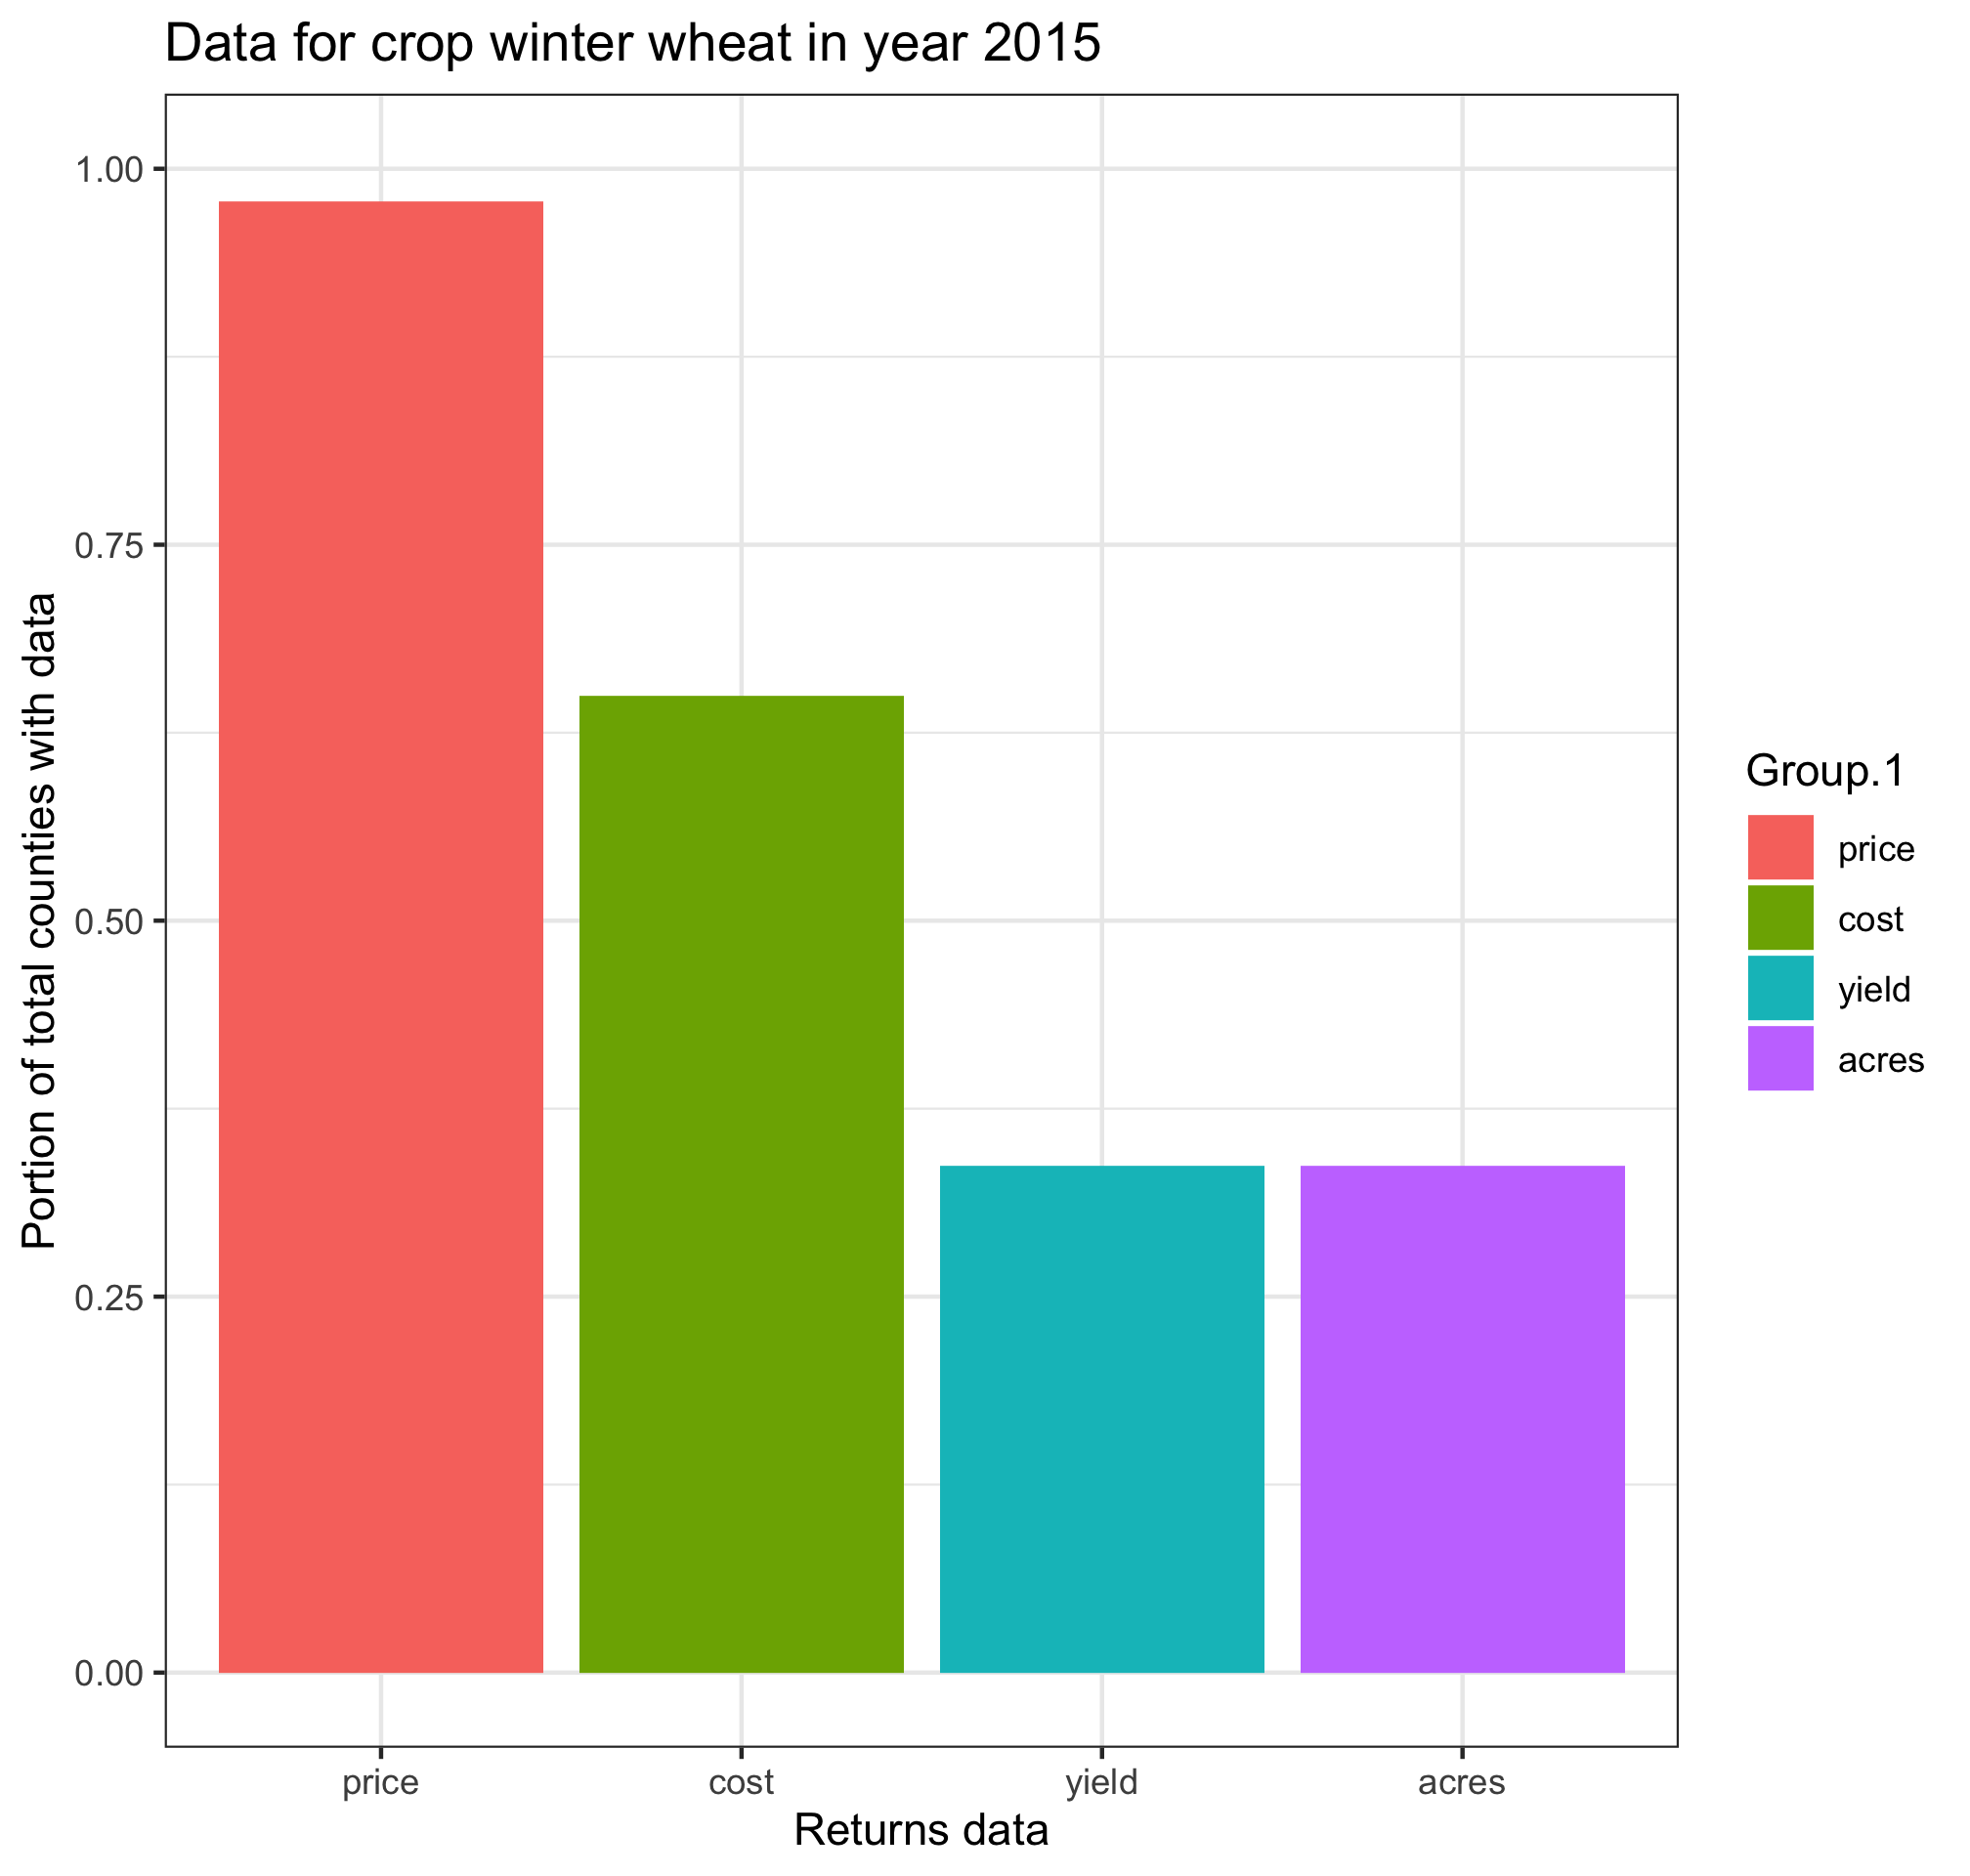 Data for crop winter wheat in year 2015
Portion of total counties with data
1.00
0.75
0.50
0.25
0.00
price
cost
yield
acres
Returns data
Group.1
price
cost
yield
acres